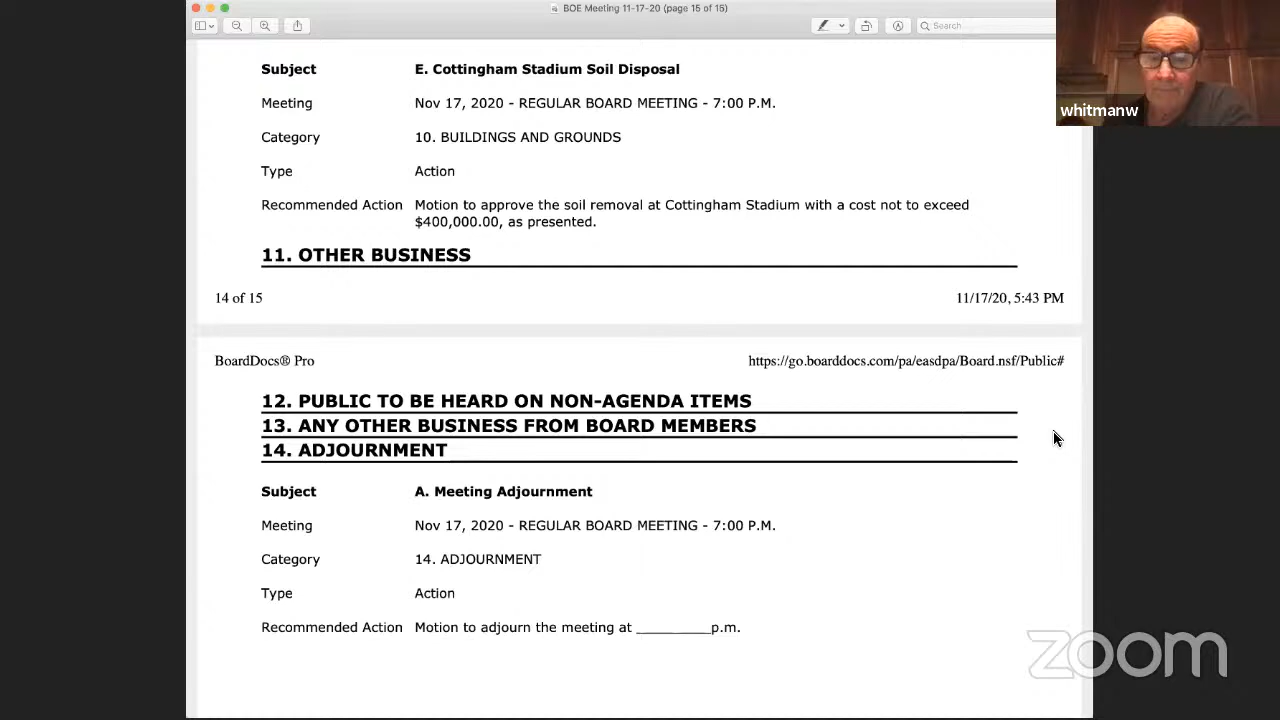 BOE Meeting 11-17-20 (page 15 of 15)
Search
Subject E. Cottingham Stadium Soil Disposal
Meeting Nov 17, 2020 - REGULAR BOARD MEETING - 7:00 P.M.
Category 10. BUILDINGS AND GROUNDS
Type Action
Recommended Action Motion to approve the soil removal at Cottingham Stadium with a cost not to exceed
$400,000.00, as presented.
11. OTHER BUSINESS
14 of 15 11/17/20, 5:43 PM
BoardDocs® Pro https://go.boarddocs.com/pa/easdpa/Board.nsf/Public#
12. PUBLIC TO BE HEARD ON NON-AGENDA ITEMS
13. ANY OTHER BUSINESS FROM BOARD MEMBERS
14. ADJOURNMENT
Subject A. Meeting Adjournment
Meeting Nov 17, 2020 - REGULAR BOARD MEETING - 7:00 P.M.
Category 14. ADJOURNMENT
Type Action
Recommended Action Motion to adjourn the meeting at __________p.m.
whitmanw
zoom